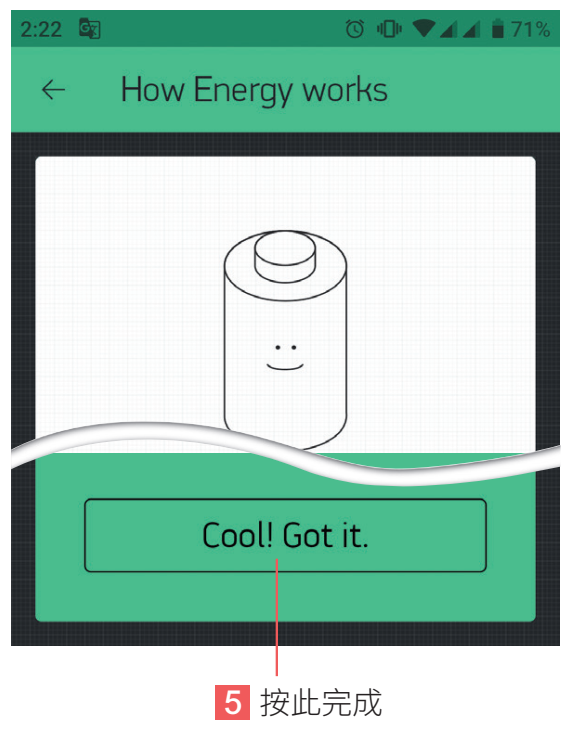 2:22 71%
← How Energy works
Cool! Got it.
5 按此完成